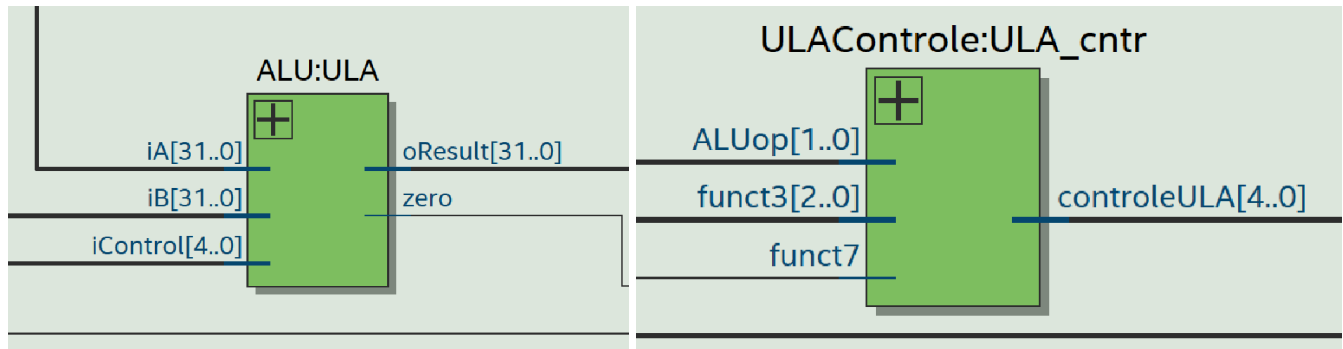 ALU:ULA
iA[31..0]
oResult[31..0]
iB[31..0]
zero
iControl[4..0]
ULAControle:ULA_cntr
ALUop[1..0]
funct3[2..0]
controleULA[4..0]
funct7